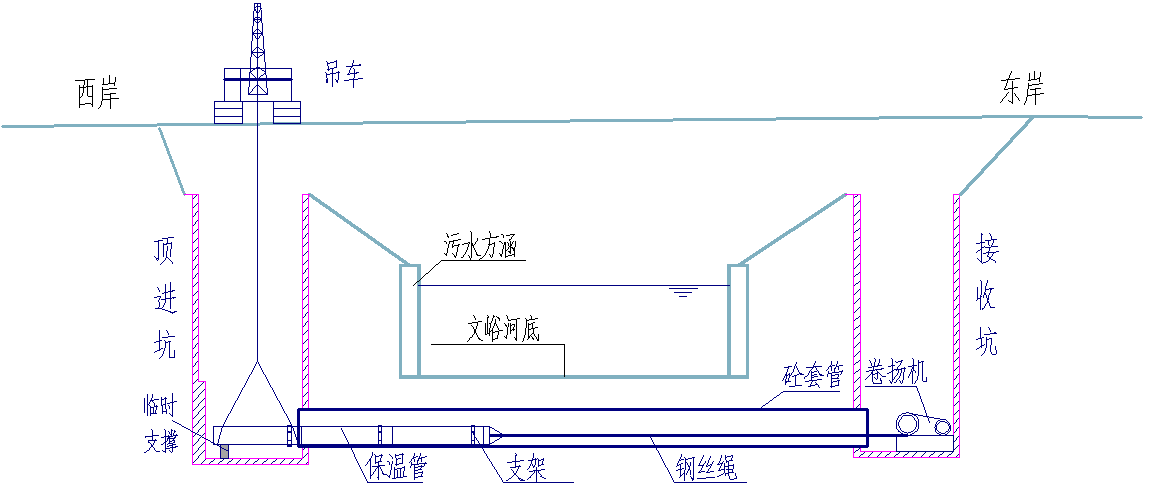 吊车
西岸
东岸
污水方涵
顶进坑
接收坑
文峪河底
砼套管
卷扬机
临时
支撑
保温管
支架
钢丝绳